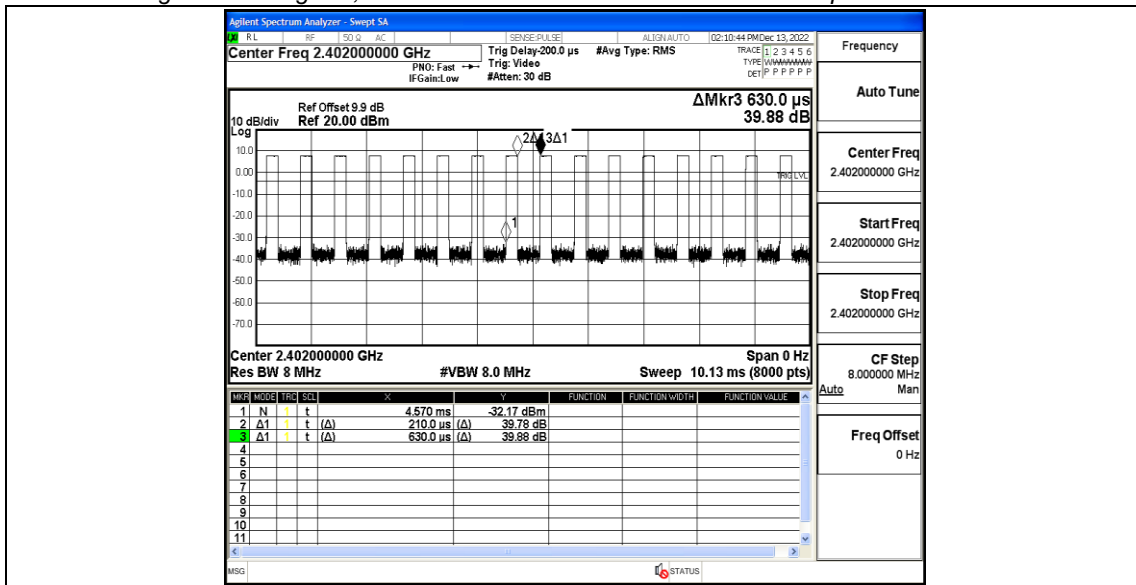 Agilent Spectrum Analyzer - Swept SA
RL RF 50 Ω AC SENSE:PULSE ALIGN AUTO 02:10:44 PM Dec 13, 2022
Center Freq 2.402000000 GHz
PNO: Fast
IFGain:Low
Trig Delay-200.0 µs
Trig: Video
#Atten: 30 dB
#Avg Type: RMS
TRACE 1 2 3 4 5 6
TYPE
DET P P P P P P
Ref Offset 9.9 dB
10 dB/div Ref 20.00 dBm
ΔMkr3 630.0 µs
39.88 dB
Log
10.0
0.00
-10.0
-20.0
-30.0
-40.0
-50.0
-60.0
-70.0
3Δ1
TRIG LVL
1
Center 2.402000000 GHz Span 0 Hz
Res BW 8 MHz #VBW 8.0 MHz Sweep 10.13 ms (8000 pts)
MKR MODE TRC SCL X Y FUNCTION FUNCTION WIDTH FUNCTION VALUE
1 N 1 t 4.570 ms -32.17 dBm
2 Δ1 1 t (Δ) 210.0 µs (Δ) 39.78 dB
3 Δ1 1 t (Δ) 630.0 µs (Δ) 39.88 dB
4
5
6
7
8
9
10
11
MSG STATUS
Frequency
Auto Tune
Center Freq
2.402000000 GHz
Start Freq
2.402000000 GHz
Stop Freq
2.402000000 GHz
CF Step
8.000000 MHz
Auto Man
Freq Offset
0 Hz